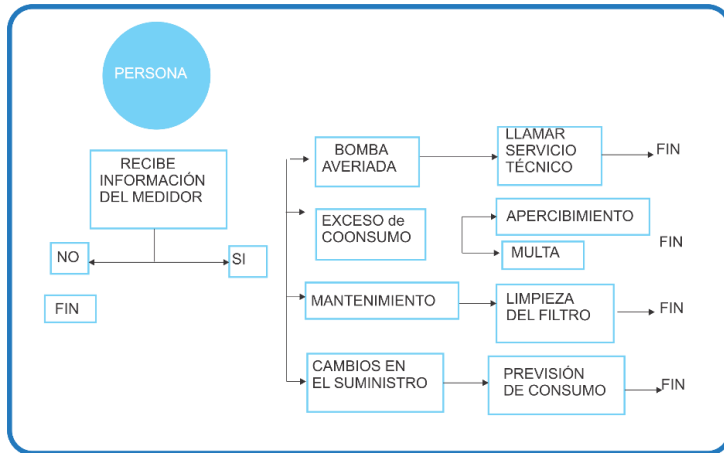 PERSONA
RECIBE
INFORMACIÓN
DEL MEDIDOR
NO
SI
FIN
BOMBA
AVERIADA
LLAMAR
SERVICIO
TÉCNICO
FIN
EXCESO de
COONSUMO
APERCIBIMIENTO
MULTA
FIN
MANTENIMIENTO
LIMPIEZA
DEL FILTRO
FIN
CAMBIOS EN
EL SUMINISTRO
PREVISIÓN
DE CONSUMO
FIN